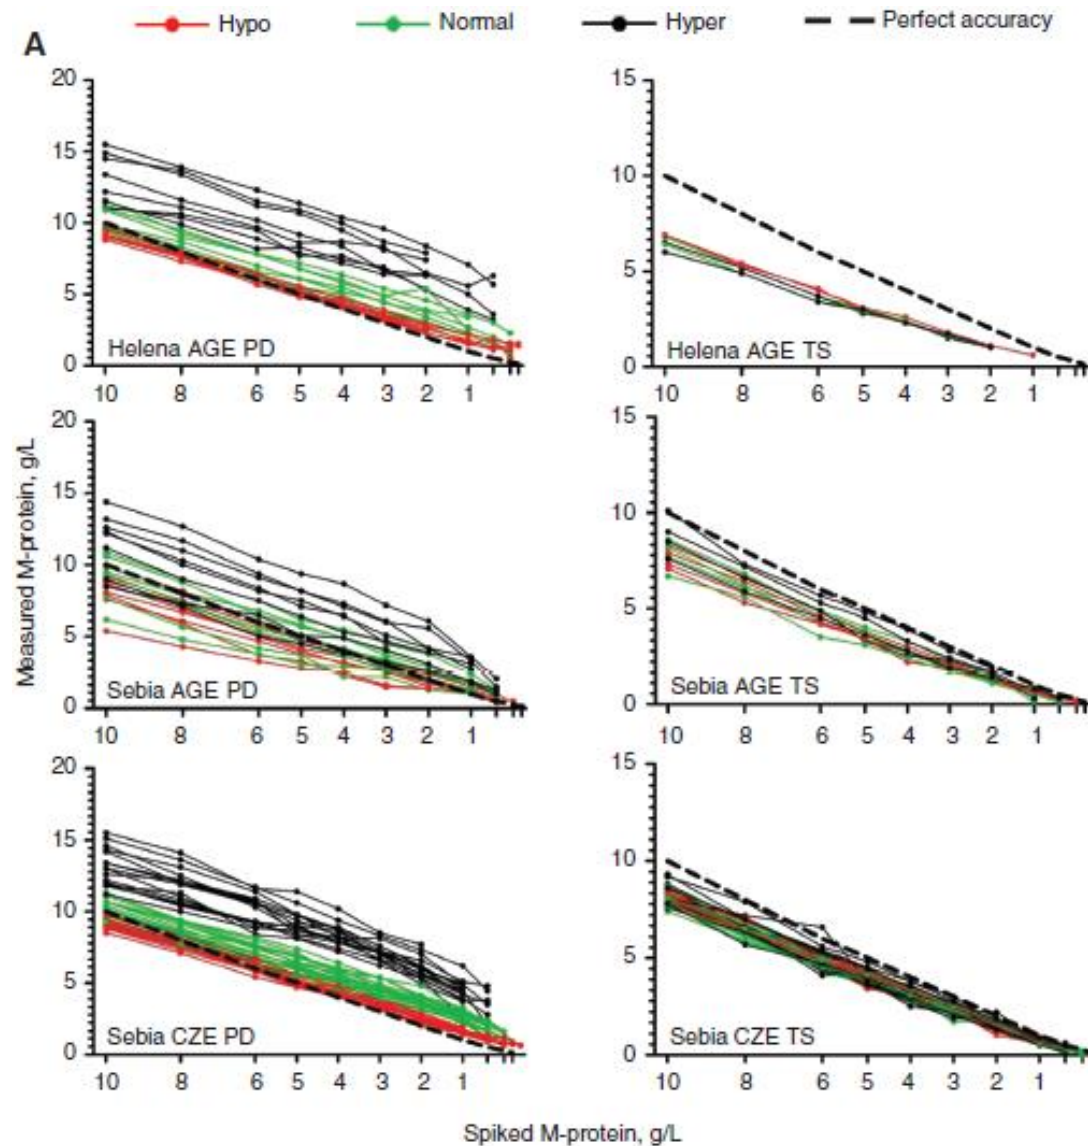 A
Hypo Normal Hyper Perfect accuracy
20
15
10
5
0
Helena AGE PD
10 8 6 5 4 3 2 1
15
10
5
0
Helena AGE TS
10 8 6 5 4 3 2 1
Measured M-protein, g/L
20
15
10
5
0
Sebia AGE PD
10 8 6 5 4 3 2 1
15
10
5
0
Sebia AGE TS
10 8 6 5 4 3 2 1
20
15
10
5
0
Sebia CZE PD
10 8 6 5 4 3 2 1
15
10
5
0
Sebia CZE TS
10 8 6 5 4 3 2 1
Spiked M-protein, g/L